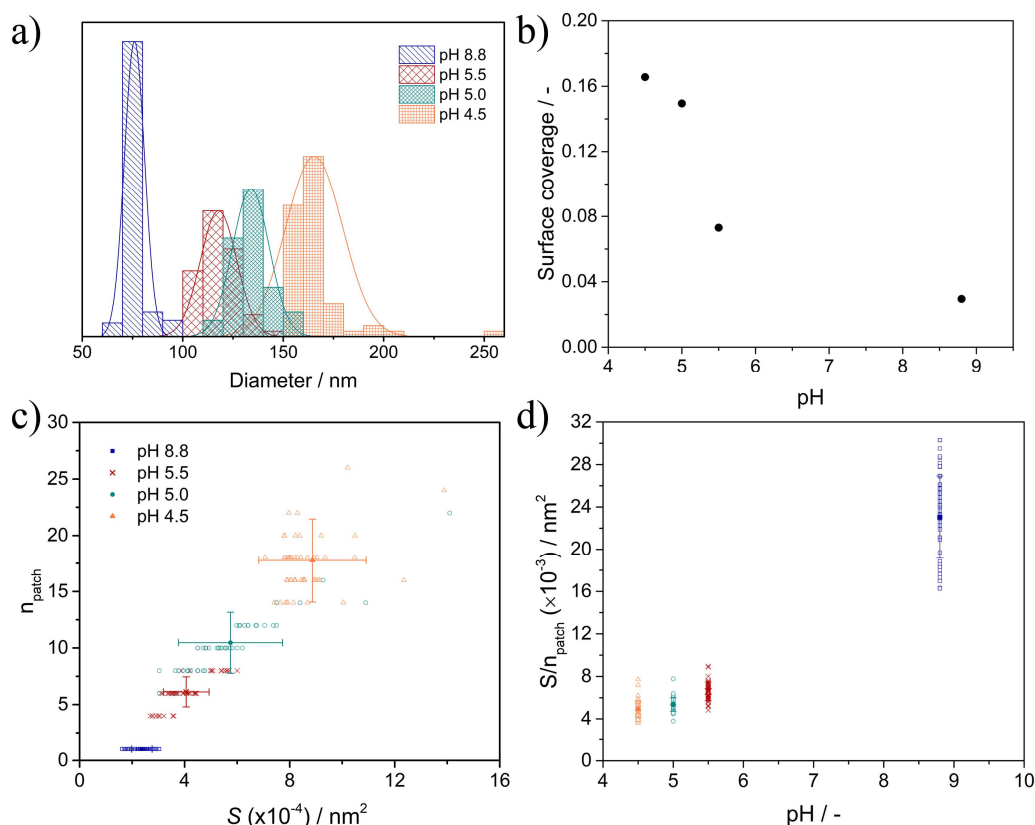 a)
pH 8.8
pH 5.5
pH 5.0
pH 4.5
50 100 150 200 250
Diameter / nm
b)
0.20
0.16
0.12
0.08
0.04
0.00
4 5 6 7 8 9
Surface coverage / -
pH
c)
30
25
20
15
10
5
0
n_patch
pH 8.8
pH 5.5
pH 5.0
pH 4.5
0 4 8 12 16
S (x10⁻⁴) / nm²
d)
32
28
24
20
16
12
8
4
0
S/n_patch (×10⁻³) / nm²
4 5 6 7 8 9 10
pH / -